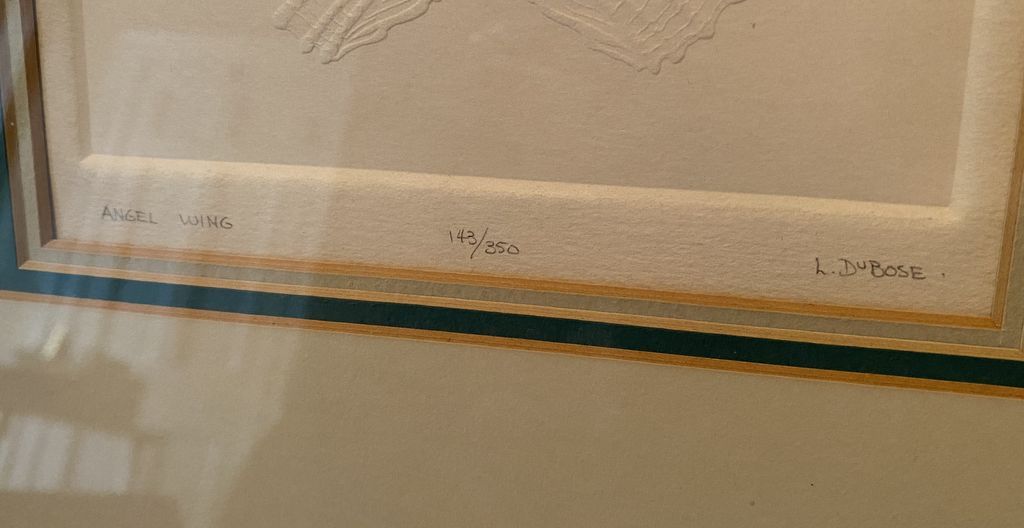 ANGEL WING
143/350
L. DUBOSE.